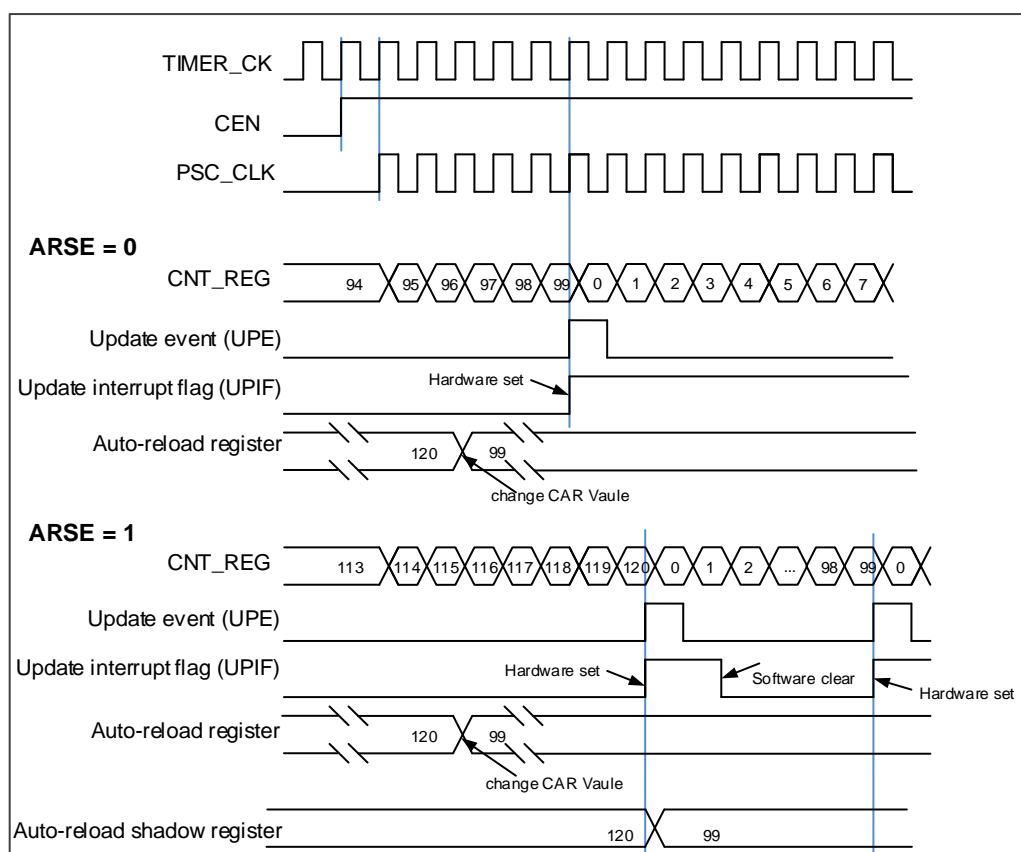 TIMER_CK
CEN
PSC_CLK
ARSE = 0
CNT_REG 94 95 96 97 98 99 0 1 2 3 4 5 6 7
Update event (UPE)
Update interrupt flag (UPIF) Hardware set
Auto-reload register 120 99
change CAR Vaule
ARSE = 1
CNT_REG 113 114 115 116 117 118 119 120 0 1 2 ... 98 99 0
Update event (UPE)
Update interrupt flag (UPIF) Hardware set Software clear Hardware set
Auto-reload register 120 99
change CAR Vaule
Auto-reload shadow register 120 99